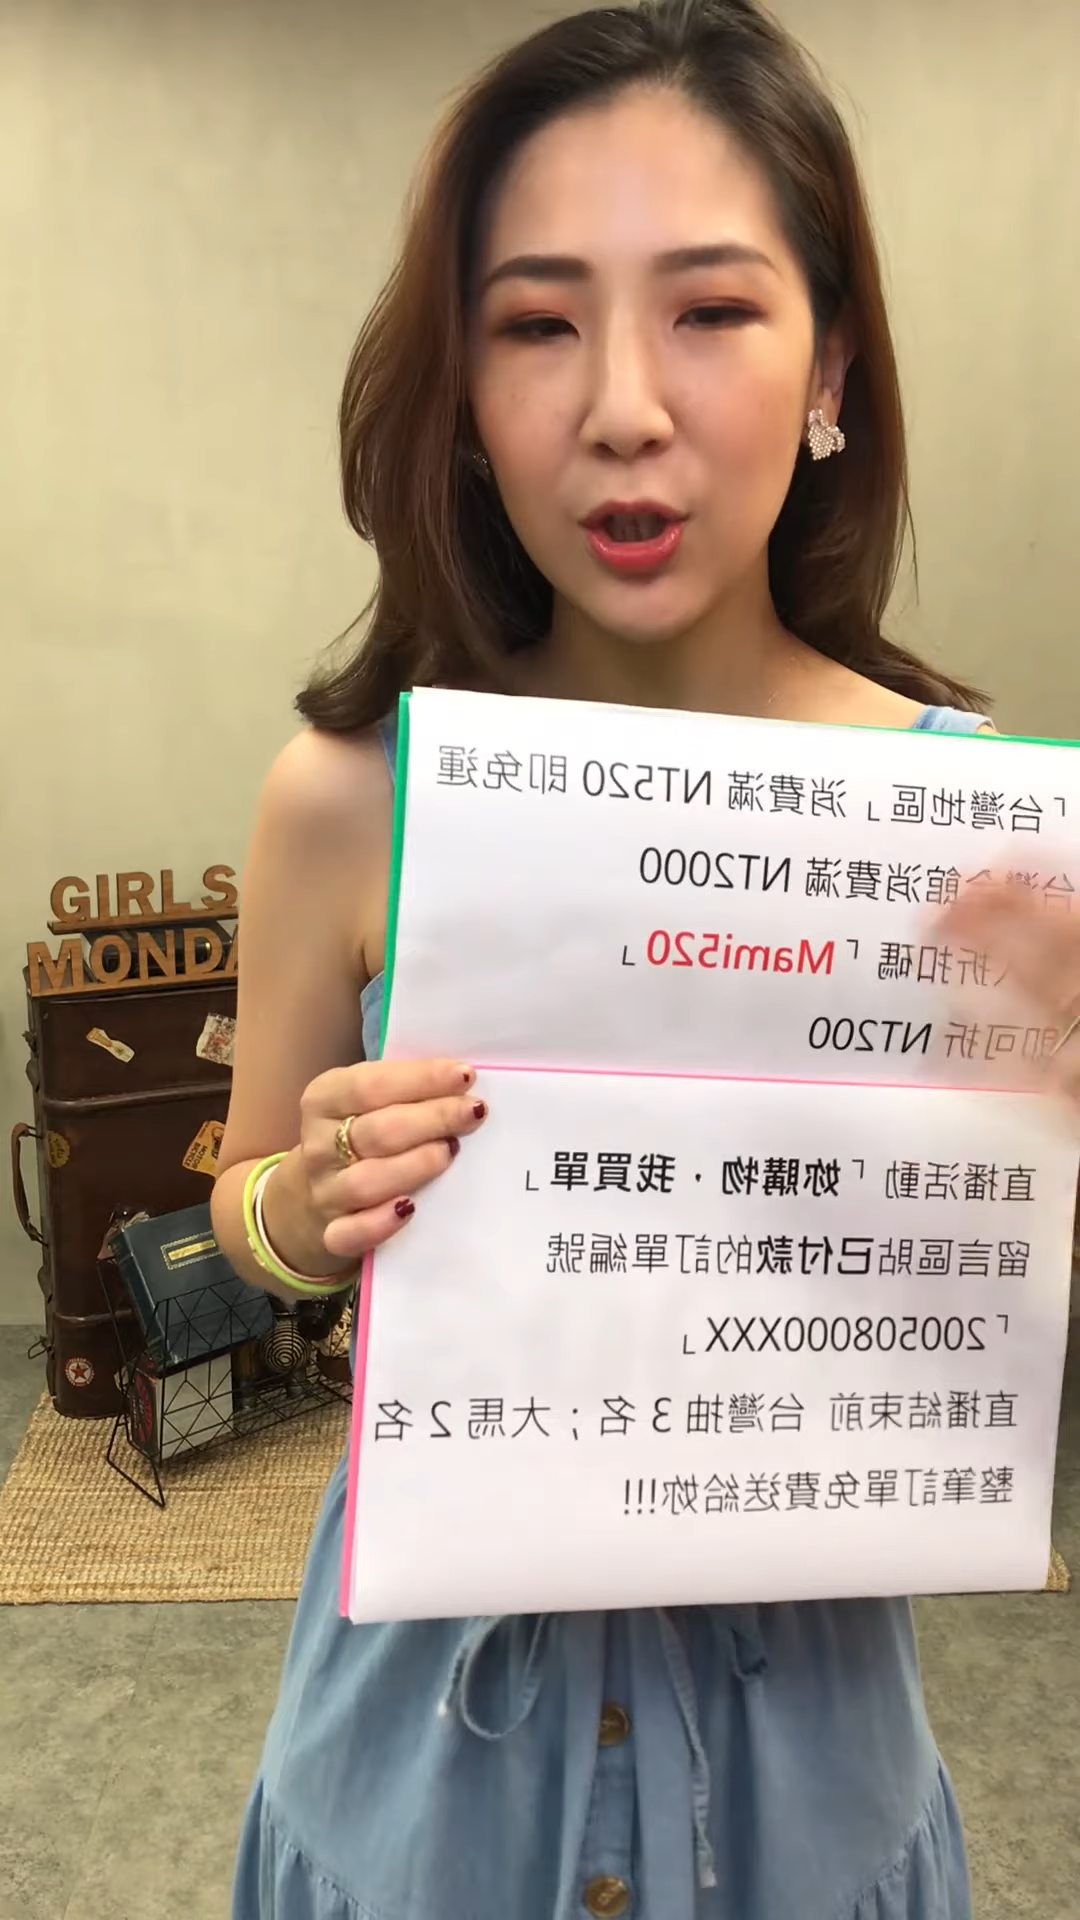 GIRLS
MONDA
「台灣地區」消費滿 NT520 即免運
館消費滿 NT2000
折扣碼「Mami520」
即可折 NT200
直播活動「妳購物·我買單」
留言區貼已付款的訂單編號
「200508000XXX」
直播結束前 台灣抽 3 名；大馬 2 名
整筆訂單免費送給妳!!!